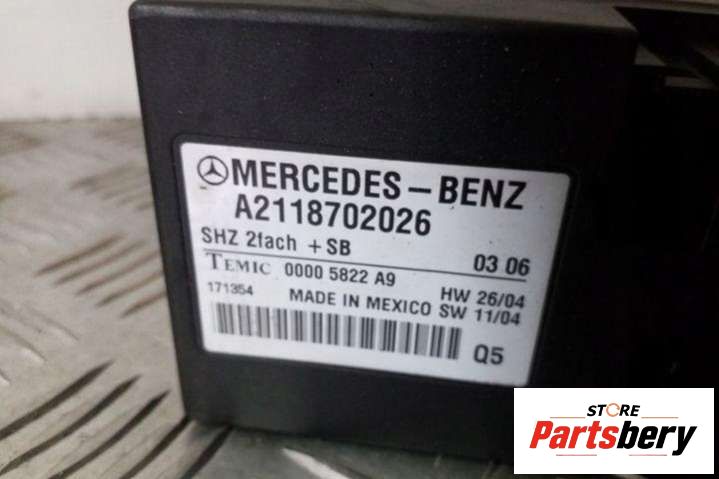 MERCEDES-BENZ
A2118702026
SHZ 2fach + SB 03 06
TEMIC 0000 5822 A9 HW 26/04
171354 MADE IN MEXICO SW 11/04
Q5
STORE
Partsbery